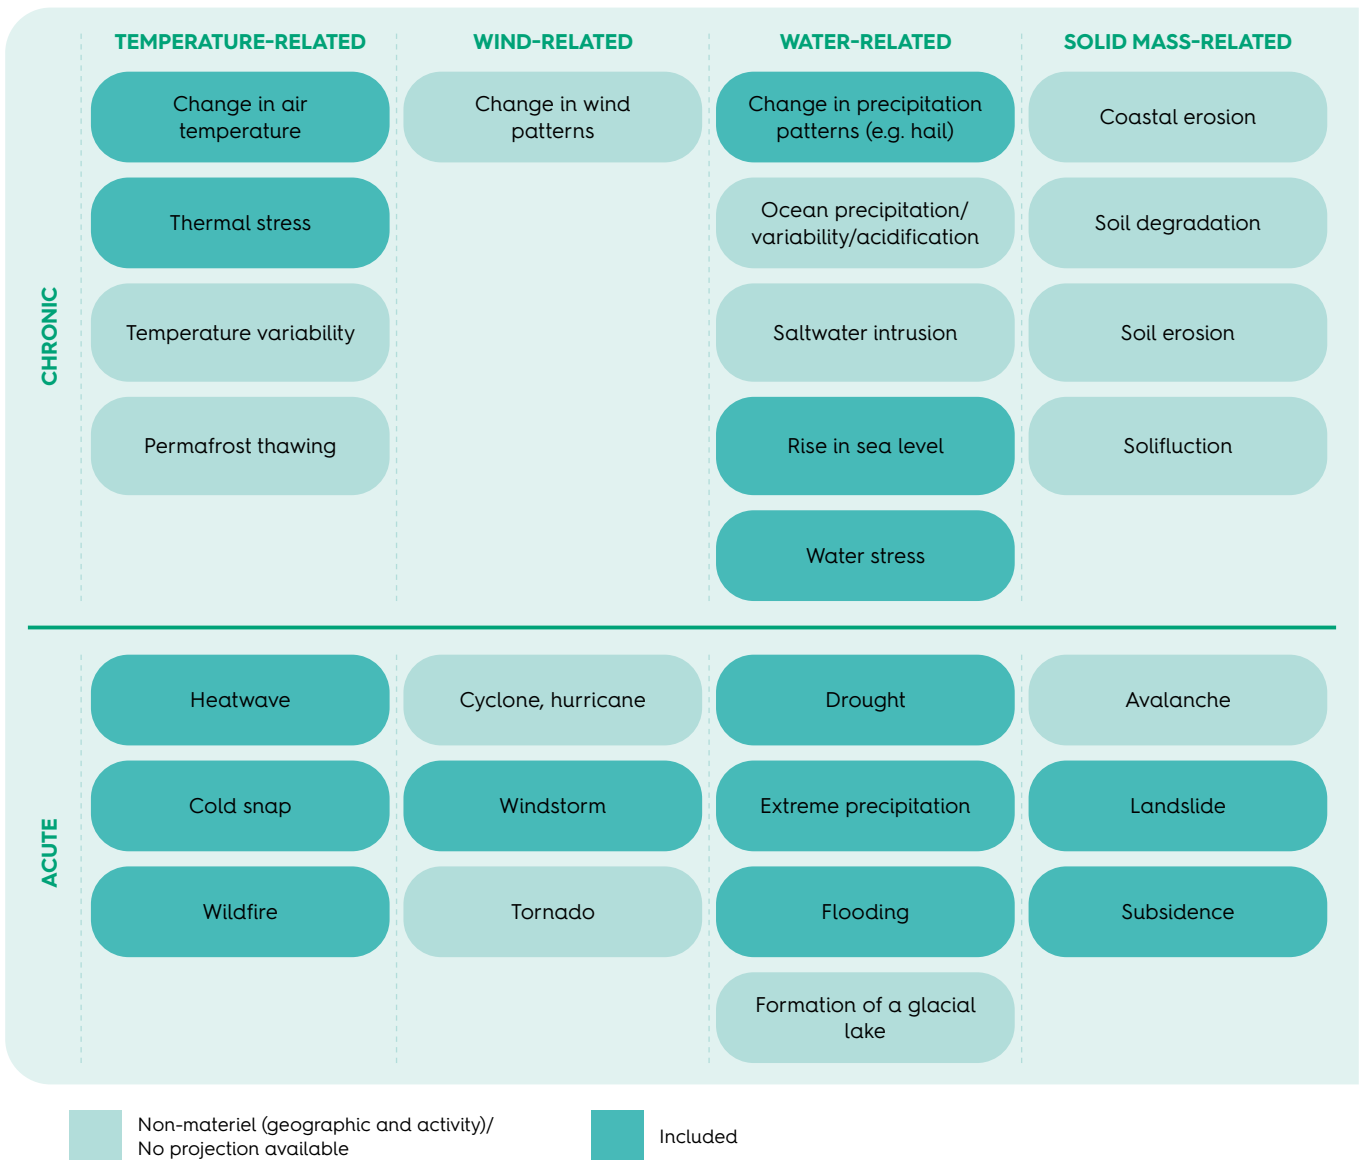 TEMPERATURE-RELATED
WIND-RELATED
WATER-RELATED
SOLID MASS-RELATED
CHRONIC
Change in air
temperature
Change in wind
patterns
Change in precipitation
patterns (e.g. hail)
Coastal erosion
Thermal stress
Ocean precipitation/
variability/acidification
Soil degradation
Temperature variability
Saltwater intrusion
Soil erosion
Permafrost thawing
Rise in sea level
Solifluction
Water stress
ACUTE
Heatwave
Cyclone, hurricane
Drought
Avalanche
Cold snap
Windstorm
Extreme precipitation
Landslide
Wildfire
Tornado
Flooding
Subsidence
Formation of a glacial
lake
Non-materiel (geographic and activity)/
No projection available
Included